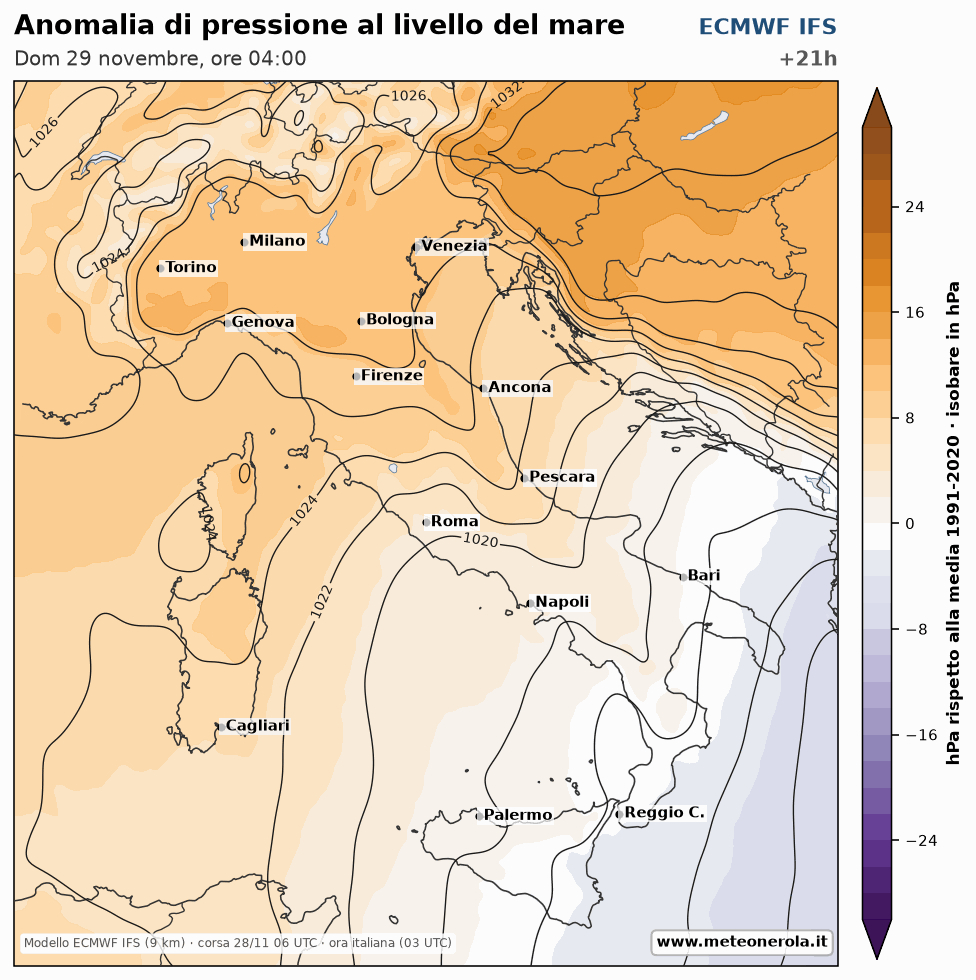 Anomalia di pressione al livello del mare
ECMWF IFS
Dom 29 novembre, ore 04:00
+21h
1026
1026
1032
1024
Milano
Venezia
Torino
Genova
Bologna
Firenze
Ancona
Pescara
1024
Roma
1020
1022
Bari
Napoli
Cagliari
Palermo
Reggio C.
24
16
8
0
−8
−16
−24
hPa rispetto alla media 1991-2020 · isobare in hPa
Modello ECMWF IFS (9 km) · corsa 28/11 06 UTC · ora italiana (03 UTC)
www.meteonerola.it